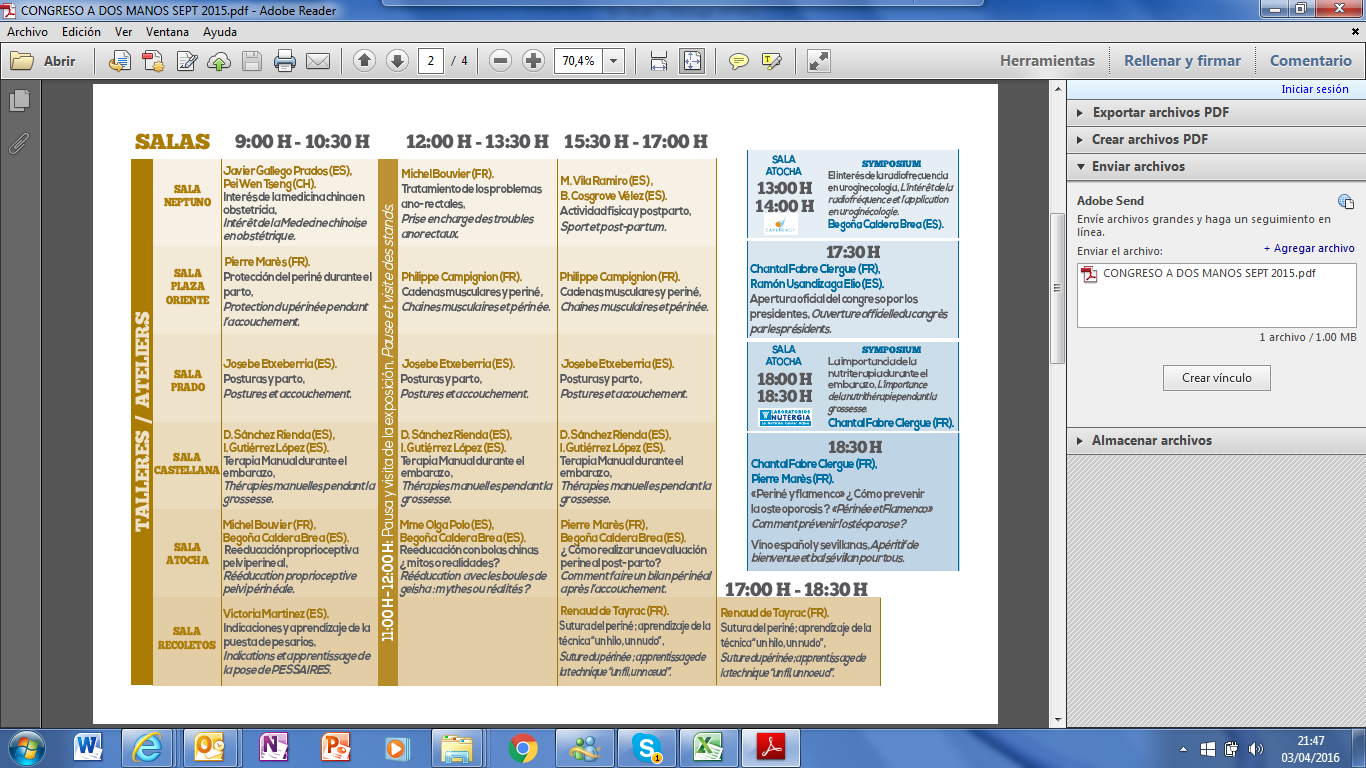 CONGRESO A DOS MANOS SEPT 2015.pdf - Adobe Reader
Archivo Edición Ver Ventana Ayuda
Abrir 2 / 4 70,4% Herramientas Rellenar y firmar Comentario
Iniciar sesión
Exportar archivos PDF
Crear archivos PDF
Enviar archivos
Adobe Send
Envíe archivos grandes y haga un seguimiento en
línea.
Enviar el archivo: + Agregar archivo
CONGRESO A DOS MANOS SEPT 2015.pdf
1 archivo / 1.00 MB
Crear vínculo
Almacenar archivos
SALAS 9:00 H - 10:30 H 12:00 H - 13:30 H 15:30 H - 17:00 H
TALLERES / ATELIERS
11:00 H - 12:00 H: Pausa y visita de la exposición. Pause et visite des stands.
SALA
NEPTUNO
Javier Gallego Prados (ES),
Pei Wen Tseng (CH).
Interés de la medicina china en
obstetricia,
Intérêt de la Medecine chinoise
en obstétrique.
Michel Bouvier (FR).
Tratamiento de los problemas
ano-rectales,
Prise en charge des troubles
anorectaux.
M. Vila Ramiro (ES),
B. Cosgrove Vélez (ES).
Actividad física y postparto,
Sport et post-partum.
SALA
PLAZA
ORIENTE
Pierre Marès (FR).
Protección del periné durante el
parto,
Protection du périnée pendant
l'accouchement.
Philippe Campignion (FR).
Cadenas musculares y periné,
Chaines musculaires et périnée.
Philippe Campignion (FR).
Cadenas musculares y periné,
Chaines musculaires et périnée.
SALA
PRADO
Josebe Etxeberria (ES).
Posturas y parto,
Postures et accouchement.
Josebe Etxeberria (ES).
Posturas y parto,
Postures et accouchement.
Josebe Etxeberria (ES).
Posturas y parto,
Postures et accouchement.
SALA
CASTELLANA
D. Sánchez Rienda (ES),
I. Gutiérrez López (ES).
Terapia Manual durante el
embarazo,
Thérapies manuelles pendant la
grossesse.
D. Sánchez Rienda (ES),
I. Gutiérrez López (ES).
Terapia Manual durante el
embarazo,
Thérapies manuelles pendant la
grossesse.
D. Sánchez Rienda (ES),
I. Gutiérrez López (ES).
Terapia Manual durante el
embarazo,
Thérapies manuelles pendant la
grossesse.
SALA
ATOCHA
Michel Bouvier (FR),
Begoña Caldera Brea (ES).
Reeducación proprioceptiva
pelviperineal,
Rééducation proprioceptive
pelvi périnéale.
Mme Olga Polo (ES),
Begoña Caldera Brea (ES).
Reeducación con bolas chinas
¿mitos o realidades?
Rééducation avec les boules de
geisha : mythes ou réalités ?
Pierre Marès (FR),
Begoña Caldera Brea (ES).
¿ Cómo realizar una evaluación
perineal post-parto?
Comment faire un bilan périnéal
après l'accouchement.
SALA
RECOLETOS
Victoria Martinez (ES).
Indicaciones y aprendizaje de la
puesta de pesarios,
Indications et apprentissage de
la pose de PESSAIRES.
Renaud de Tayrac (FR).
Sutura del periné ; aprendizaje de la
técnica "un hilo, un nudo",
Suture du périnée ; apprentissage de
la technique "un fil, un nœud".
17:00 H - 18:30 H
Renaud de Tayrac (FR).
Sutura del periné ; aprendizaje de la
técnica "un hilo, un nudo",
Suture du périnée ; apprentissage de
la technique "un fil, un noeud".
SALA
ATOCHA
13:00 H
14:00 H
SYMPOSIUM
El interés de la radiofrecuencia
en uroginecologia, L'intérêt de la
radiofréquence et l'application
en uroginécologie.
Begoña Caldera Brea (ES).
17:30 H
Chantal Fabre Clergue (FR),
Ramón Usandizaga Elio (ES).
Apertura oficial del congreso por los
presidentes, Ouverture officielle du congrès
par les présidents.
SALA
ATOCHA
18:00 H
18:30 H
LABORATORIOS
NUTERGIA
SYMPOSIUM
La importancia de la
nutriterapia durante el
embarazo, L'importance
de la nutrithérapie pendant la
grossesse.
Chantal Fabre Clergue (FR).
18:30 H
Chantal Fabre Clergue (FR),
Pierre Marès (FR).
«Periné y flamenco» ¿ Cómo prevenir
la osteoporosis ? «Périnée et Flamenco»
Comment prévenir l'ostéoporose ?
Vino español y sevillanas, Apéritif de
bienvenue et bal sévillan pour tous.
21:47
03/04/2016